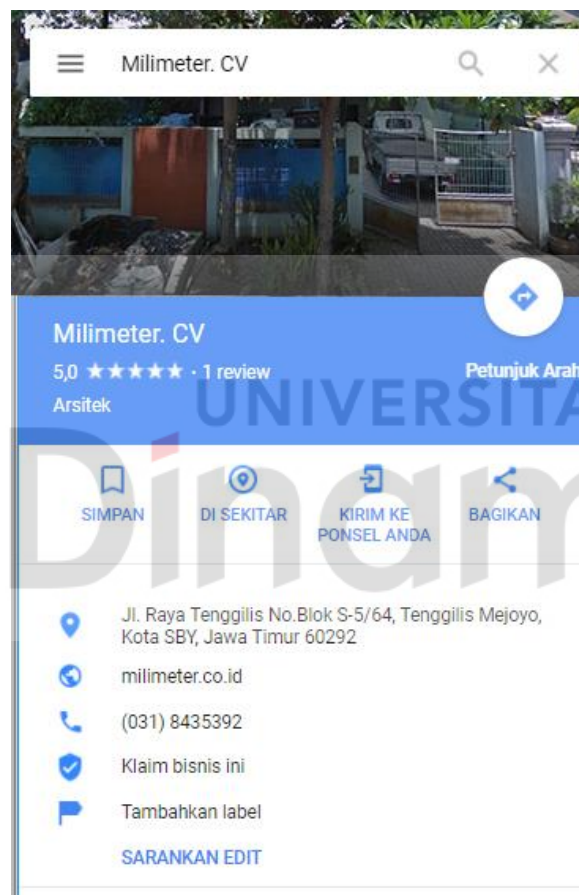 Milimeter. CV
Milimeter. CV
5,0 ★★★★★ · 1 review
Petunjuk Arah
Arsitek
UNIVERSITA
Dinam
SIMPAN
DI SEKITAR
KIRIM KE
PONSEL ANDA
BAGIKAN
Jl. Raya Tenggilis No.Blok S-5/64, Tenggilis Mejoyo,
Kota SBY, Jawa Timur 60292
milimeter.co.id
(031) 8435392
Klaim bisnis ini
Tambahkan label
SARANKAN EDIT